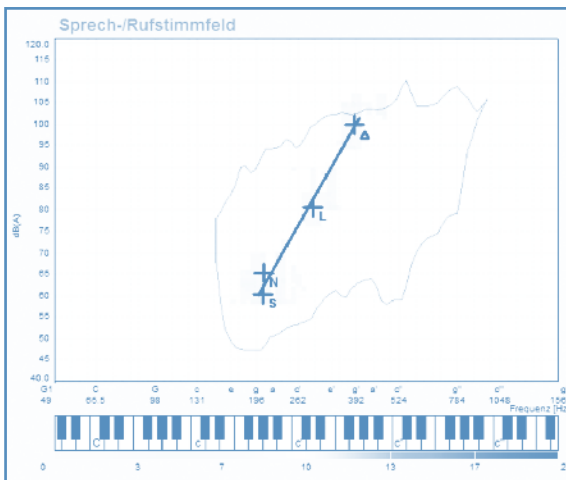 Sprech-/Rufstimmfeld
120.0
115
110
105
100
95
90
85
80
75
70
65
60
55
50
45
40.0
dB(A)
A
L
N
S
G1 C G c e g a c' e' g' a' c'' g'' c''' g
49 65.5 98 131 196 262 392 524 784 1048 156
Frequenz [Hz
C c c c c
0 3 7 10 13 17 2